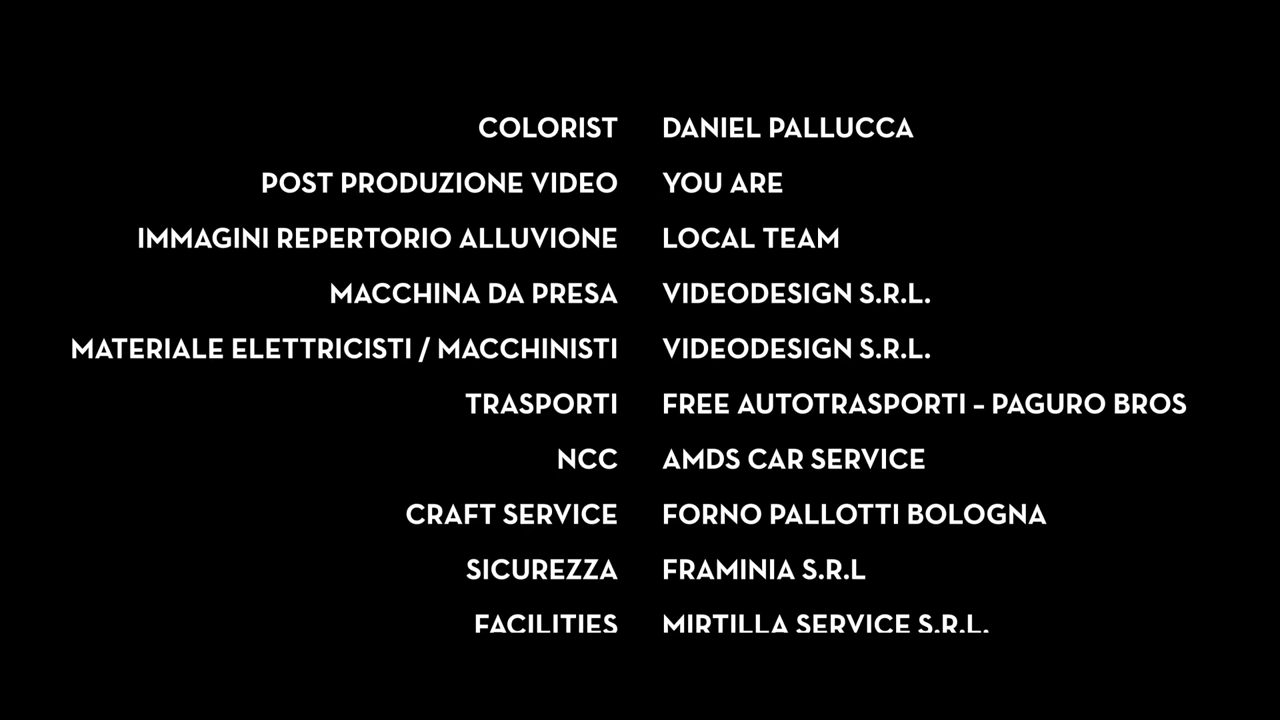 COLORIST DANIEL PALLUCCA
POST PRODUZIONE VIDEO YOU ARE
IMMAGINI REPERTORIO ALLUVIONE LOCAL TEAM
MACCHINA DA PRESA VIDEODESIGN S.R.L.
MATERIALE ELETTRICISTI / MACCHINISTI VIDEODESIGN S.R.L.
TRASPORTI FREE AUTOTRASPORTI – PAGURO BROS
NCC AMDS CAR SERVICE
CRAFT SERVICE FORNO PALLOTTI BOLOGNA
SICUREZZA FRAMINIA S.R.L
FACILITIES MIRTILLA SERVICE S.R.L.